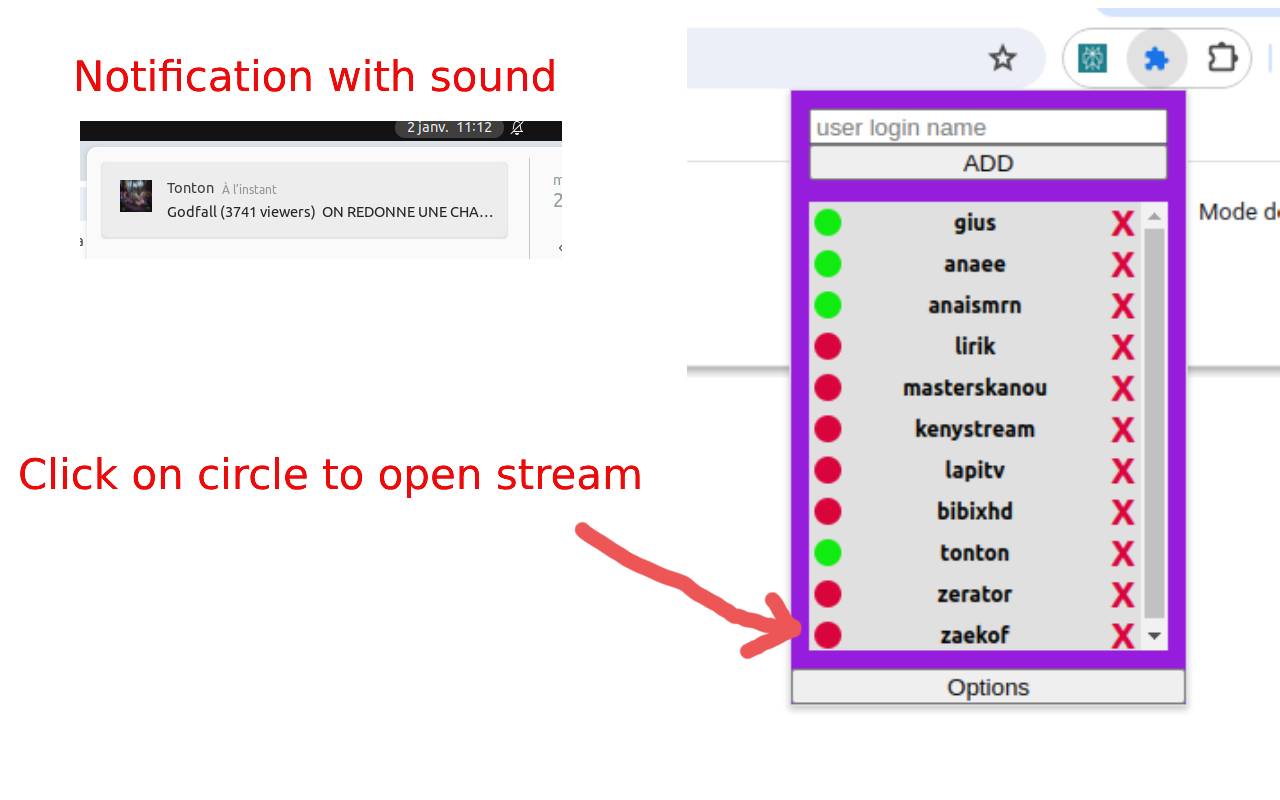 Notification with sound
2 janv. 11:12
Tonton À l'instant
Godfall (3741 viewers) ON REDONNE UNE CHA…
Click on circle to open stream
user login name
ADD
gius X
anaee X
anaismrn X
lirik X
masterskanou X
kenystream X
lapitv X
bibixhd X
tonton X
zerator X
zaekof X
Options
Mode